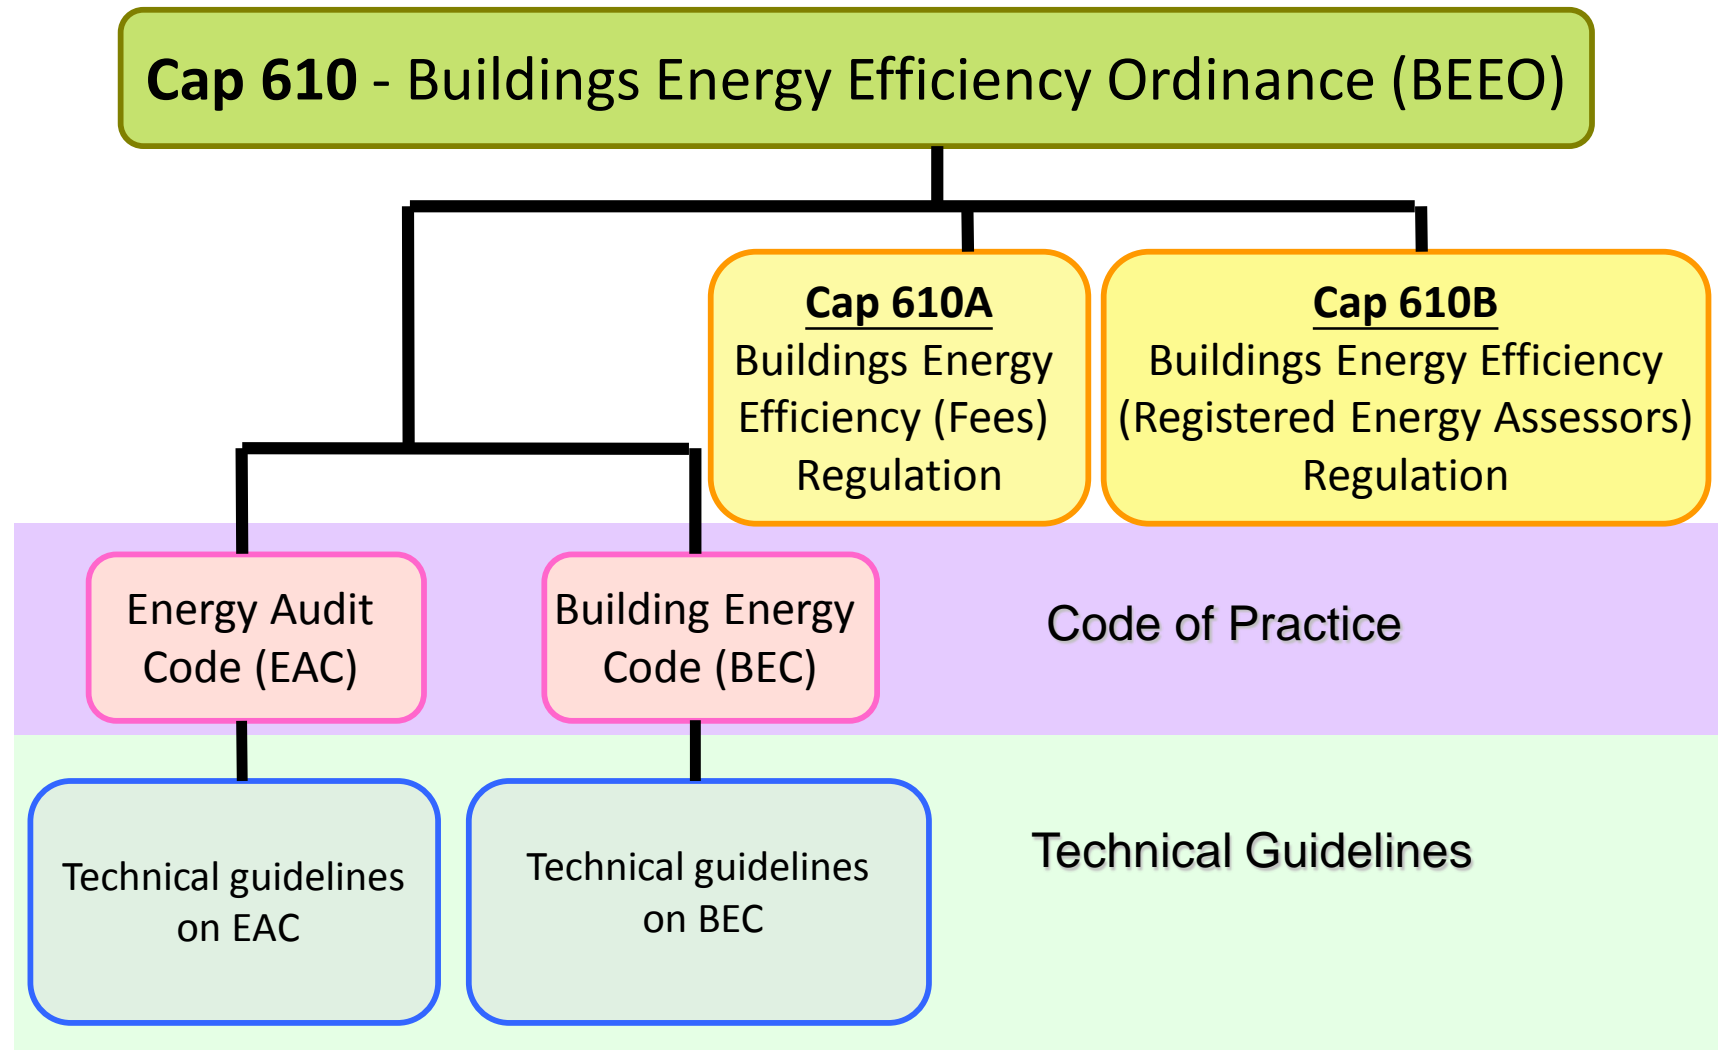 Cap 610 - Buildings Energy Efficiency Ordinance (BEEO)
Cap 610A
Buildings Energy
Efficiency (Fees)
Regulation
Cap 610B
Buildings Energy Efficiency
(Registered Energy Assessors)
Regulation
Energy Audit
Code (EAC)
Building Energy
Code (BEC)
Code of Practice
Technical guidelines
on EAC
Technical guidelines
on BEC
Technical Guidelines